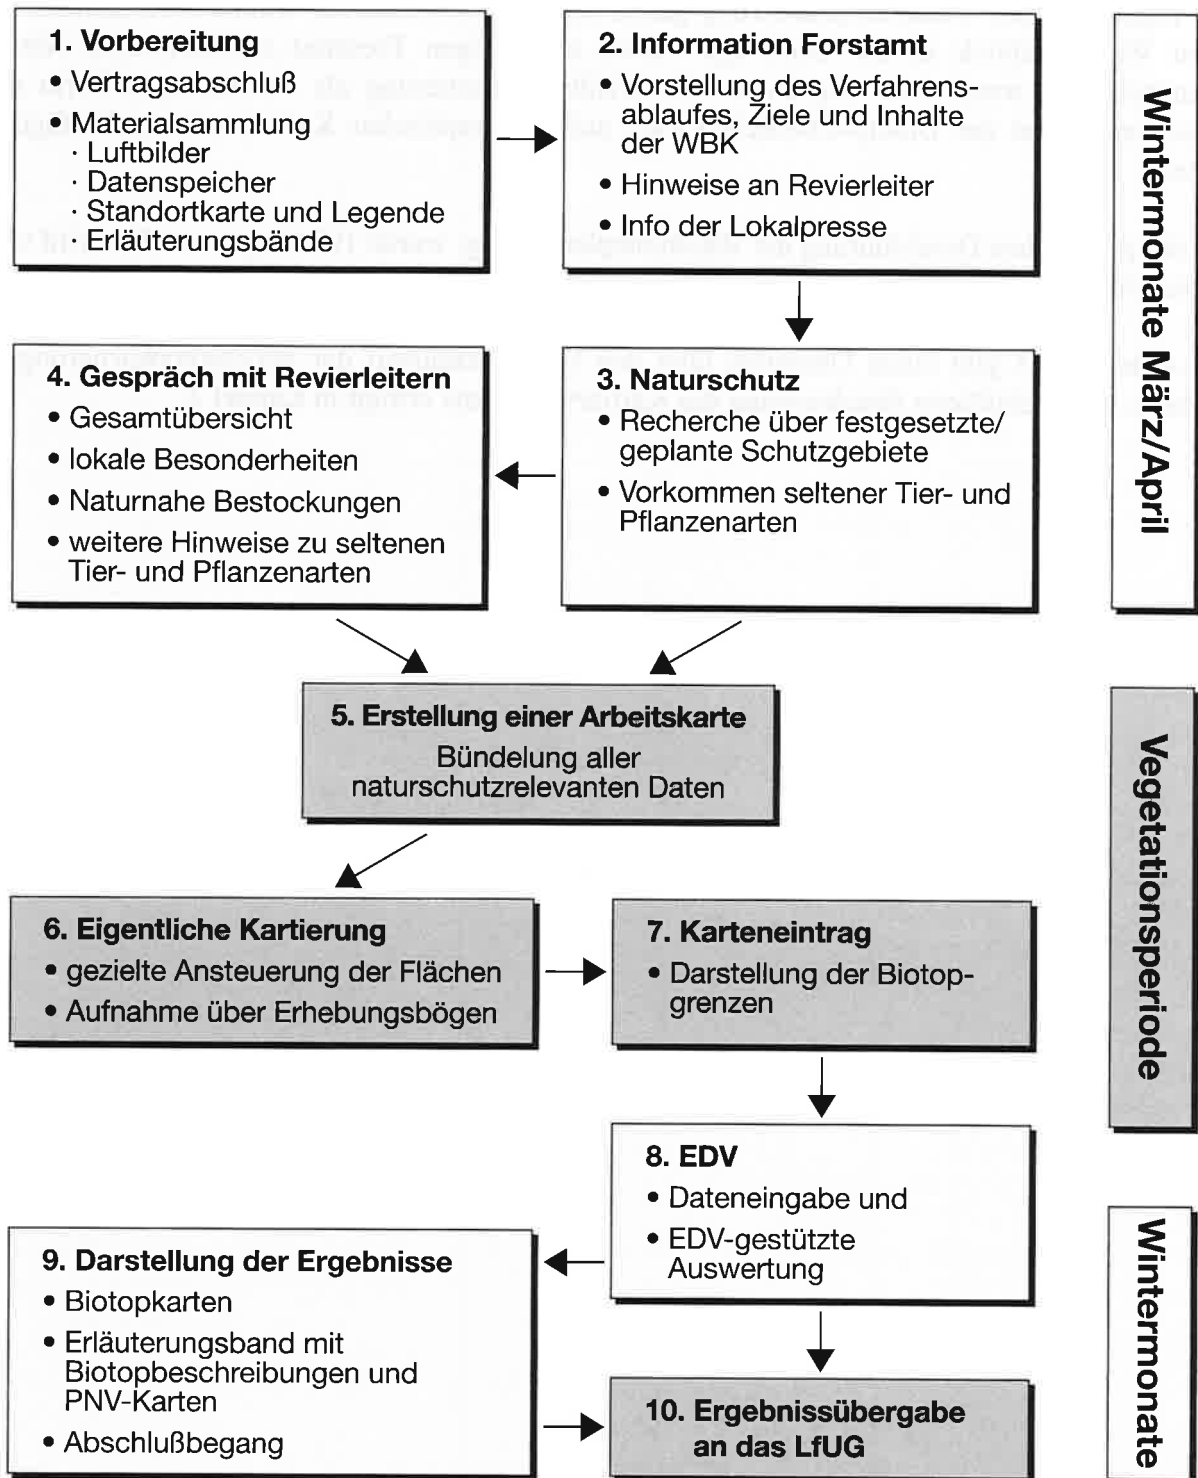 1. Vorbereitung
• Vertragsabschluß
• Materialsammlung
· Luftbilder
· Datenspeicher
· Standortkarte und Legende
· Erläuterungsbände
2. Information Forstamt
• Vorstellung des Verfahrens-
ablaufes, Ziele und Inhalte
der WBK
• Hinweise an Revierleiter
• Info der Lokalpresse
Wintermonate März/April
4. Gespräch mit Revierleitern
• Gesamtübersicht
• lokale Besonderheiten
• Naturnahe Bestockungen
• weitere Hinweise zu seltenen
Tier- und Pflanzenarten
3. Naturschutz
• Recherche über festgesetzte/
geplante Schutzgebiete
• Vorkommen seltener Tier- und
Pflanzenarten
5. Erstellung einer Arbeitskarte
Bündelung aller
naturschutzrelevanten Daten
Vegetationsperiode
6. Eigentliche Kartierung
• gezielte Ansteuerung der Flächen
• Aufnahme über Erhebungsbögen
7. Karteneintrag
• Darstellung der Biotop-
grenzen
8. EDV
• Dateneingabe und
• EDV-gestützte
Auswertung
9. Darstellung der Ergebnisse
• Biotopkarten
• Erläuterungsband mit
Biotopbeschreibungen und
PNV-Karten
• Abschlußbegang
10. Ergebnissübergabe
an das LfUG
Wintermonate